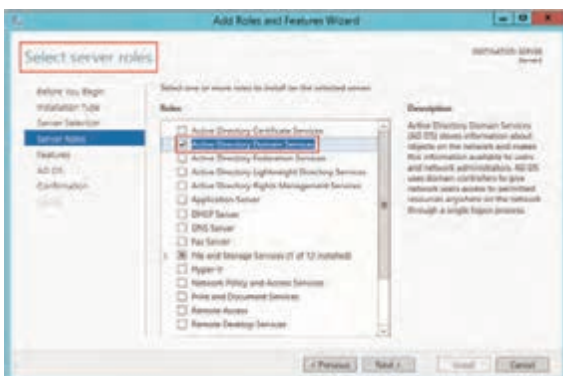 Add Roles and Features Wizard
Select server roles
DESTINATION SERVER
Before You Begin
Installation Type
Server Selection
Server Roles
Features
AD DS
Confirmation
Select one or more roles to install on the selected server.
Roles
Active Directory Certificate Services
Active Directory Domain Services
Active Directory Federation Services
Active Directory Lightweight Directory Services
Active Directory Rights Management Services
Application Server
DHCP Server
DNS Server
Fax Server
File and Storage Services (1 of 12 installed)
Hyper-V
Network Policy and Access Services
Print and Document Services
Remote Access
Remote Desktop Services
Description
Active Directory Domain Services
(AD DS) stores information about
objects on the network and makes
this information available to users
and network administrators. AD DS
uses domain controllers to give
network users access to permitted
resources anywhere on the network
through a single logon process.
< Previous
Next >
Install
Cancel